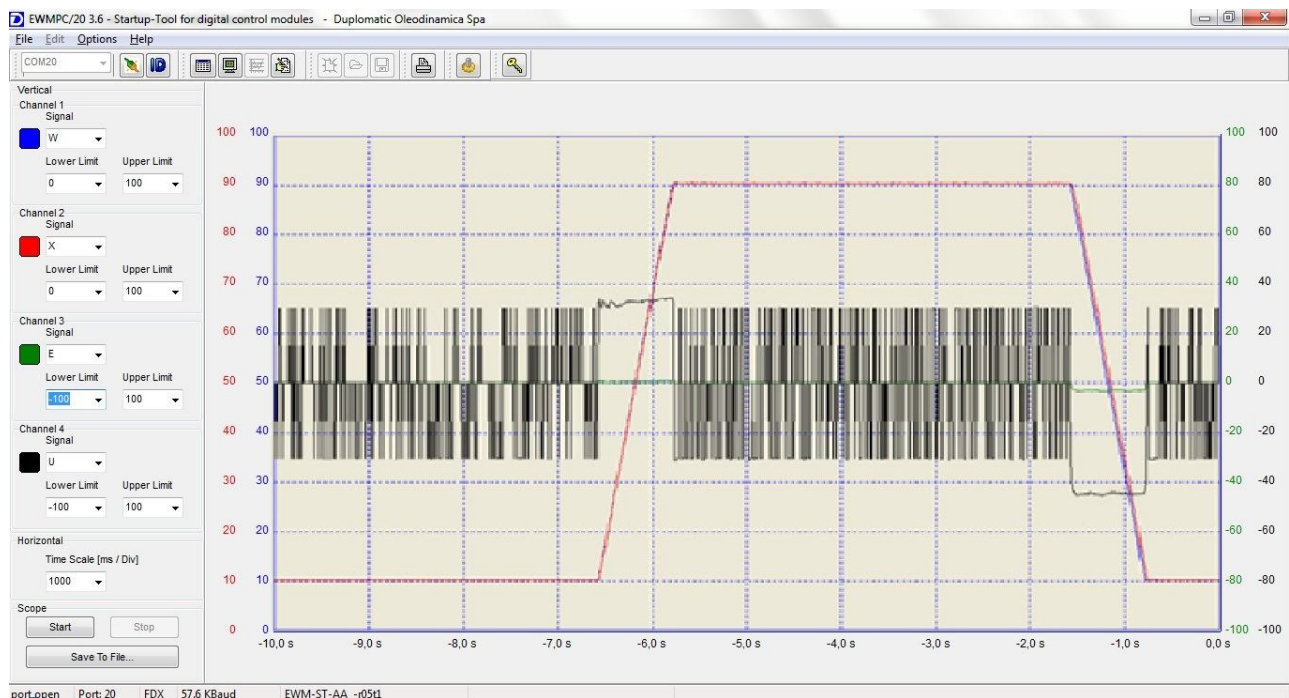 EWMPC/20 3.6 - Startup-Tool for digital control modules - Duplomatic Oleodinamica Spa
File Edit Options Help
COM20
ID
Vertical
Channel 1
Signal
W
Lower Limit Upper Limit
0 100
Channel 2
Signal
X
Lower Limit Upper Limit
0 100
Channel 3
Signal
E
Lower Limit Upper Limit
-100 100
Channel 4
Signal
U
Lower Limit Upper Limit
-100 100
Horizontal
Time Scale [ms / Div]
1000
Scope
Start Stop
Save To File...
100 100 100 100
90 90 80 80
80 80 60 60
70 70 40 40
60 60 20 20
50 50 0 0
40 40 -20 -20
30 30 -40 -40
20 20 -60 -60
10 10 -80 -80
0 0 -100 -100
-10,0 s -9,0 s -8,0 s -7,0 s -6,0 s -5,0 s -4,0 s -3,0 s -2,0 s -1,0 s 0,0 s
port.open Port: 20 FDX 57.6 KBaud EWM-ST-AA -r05t1